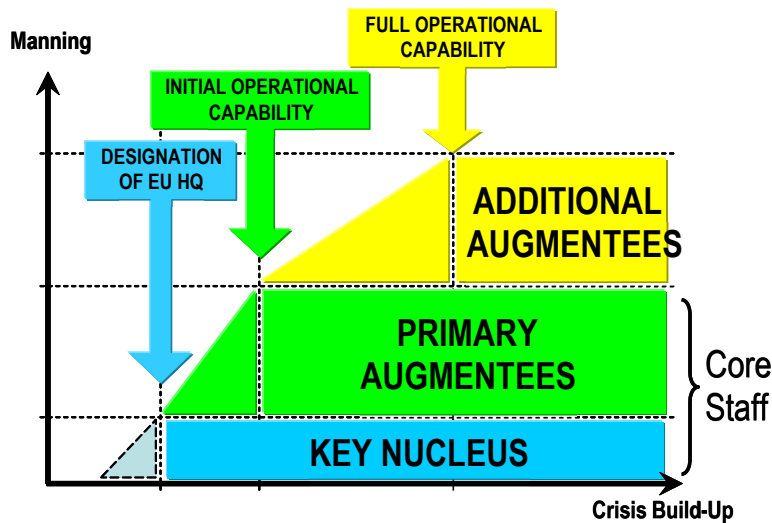 Manning
FULL OPERATIONAL
CAPABILITY
INITIAL OPERATIONAL
CAPABILITY
DESIGNATION
OF EU HQ
ADDITIONAL
AUGMENTEES
PRIMARY
AUGMENTEES
Core
Staff
KEY NUCLEUS
Crisis Build-Up